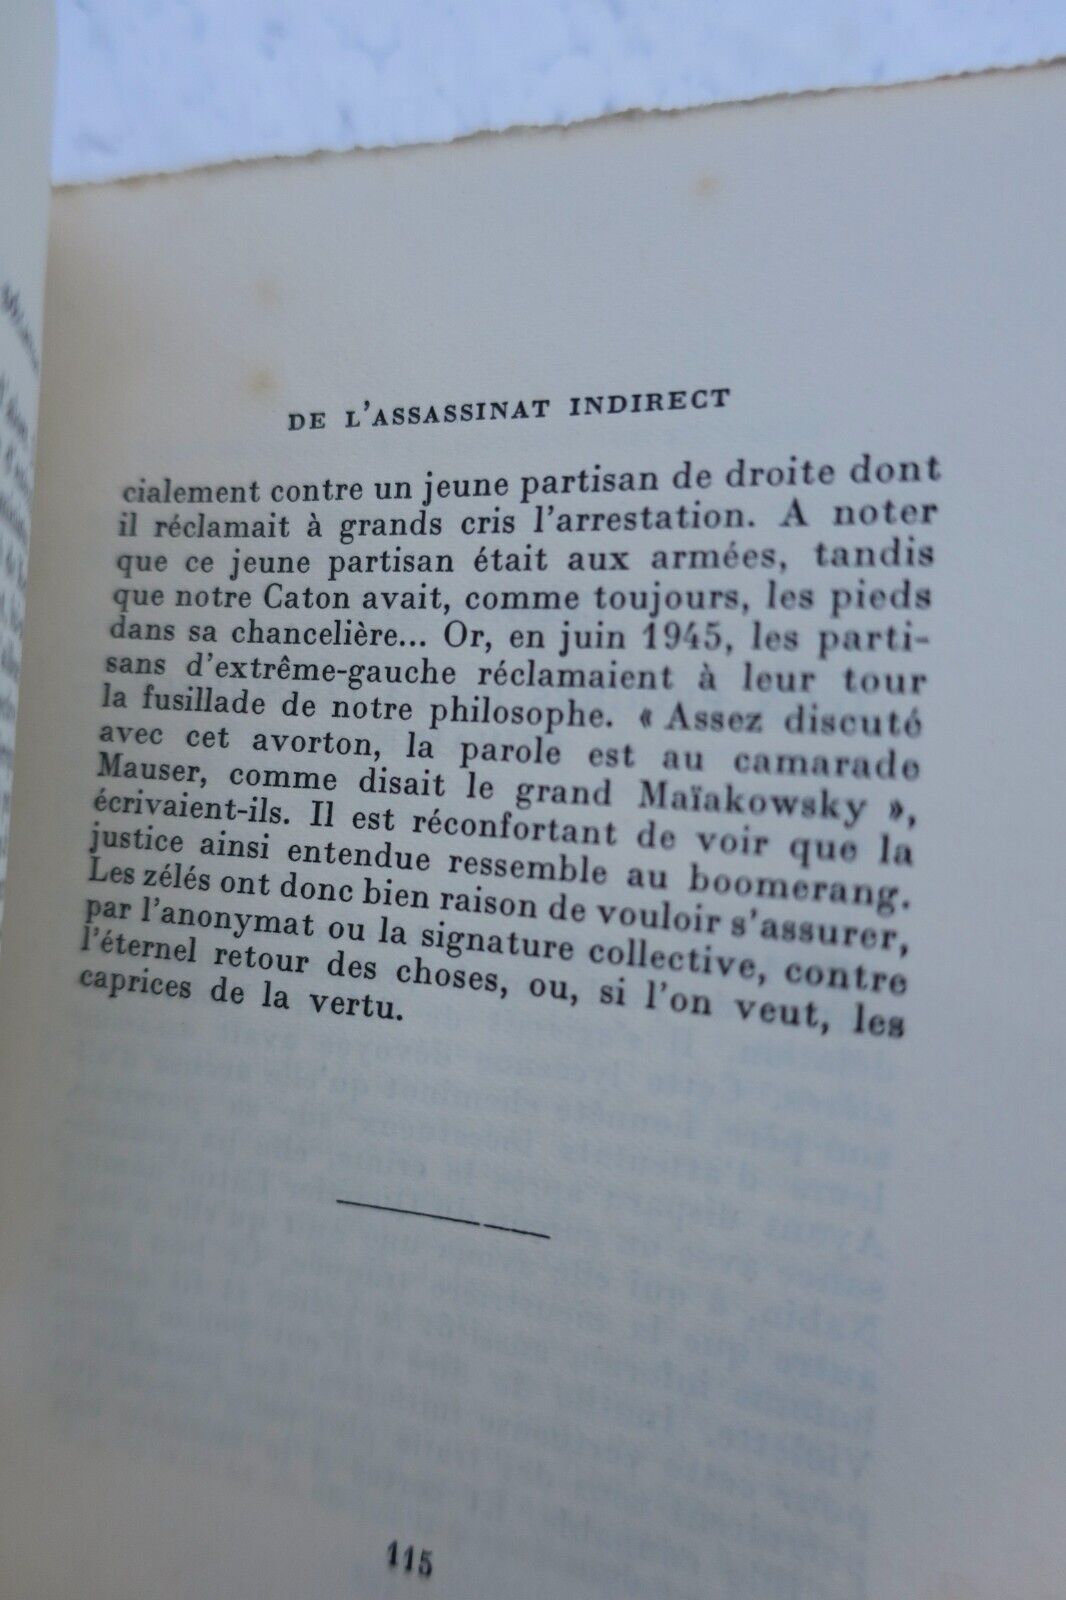 DE L'ASSASSINAT INDIRECT
cialement contre un jeune partisan de droite dont
il réclamait à grands cris l'arrestation. A noter
que ce jeune partisan était aux armées, tandis
que notre Caton avait, comme toujours, les pieds
dans sa chancelière... Or, en juin 1945, les parti-
sans d'extrême-gauche réclamaient à leur tour
la fusillade de notre philosophe. « Assez discuté
avec cet avorton, la parole est au camarade
Mauser, comme disait le grand Maïakowsky »,
écrivaient-ils. Il est réconfortant de voir que la
justice ainsi entendue ressemble au boomerang.
Les zélés ont donc bien raison de vouloir s'assurer,
par l'anonymat ou la signature collective, contre
l'éternel retour des choses, ou, si l'on veut, les
caprices de la vertu.
115